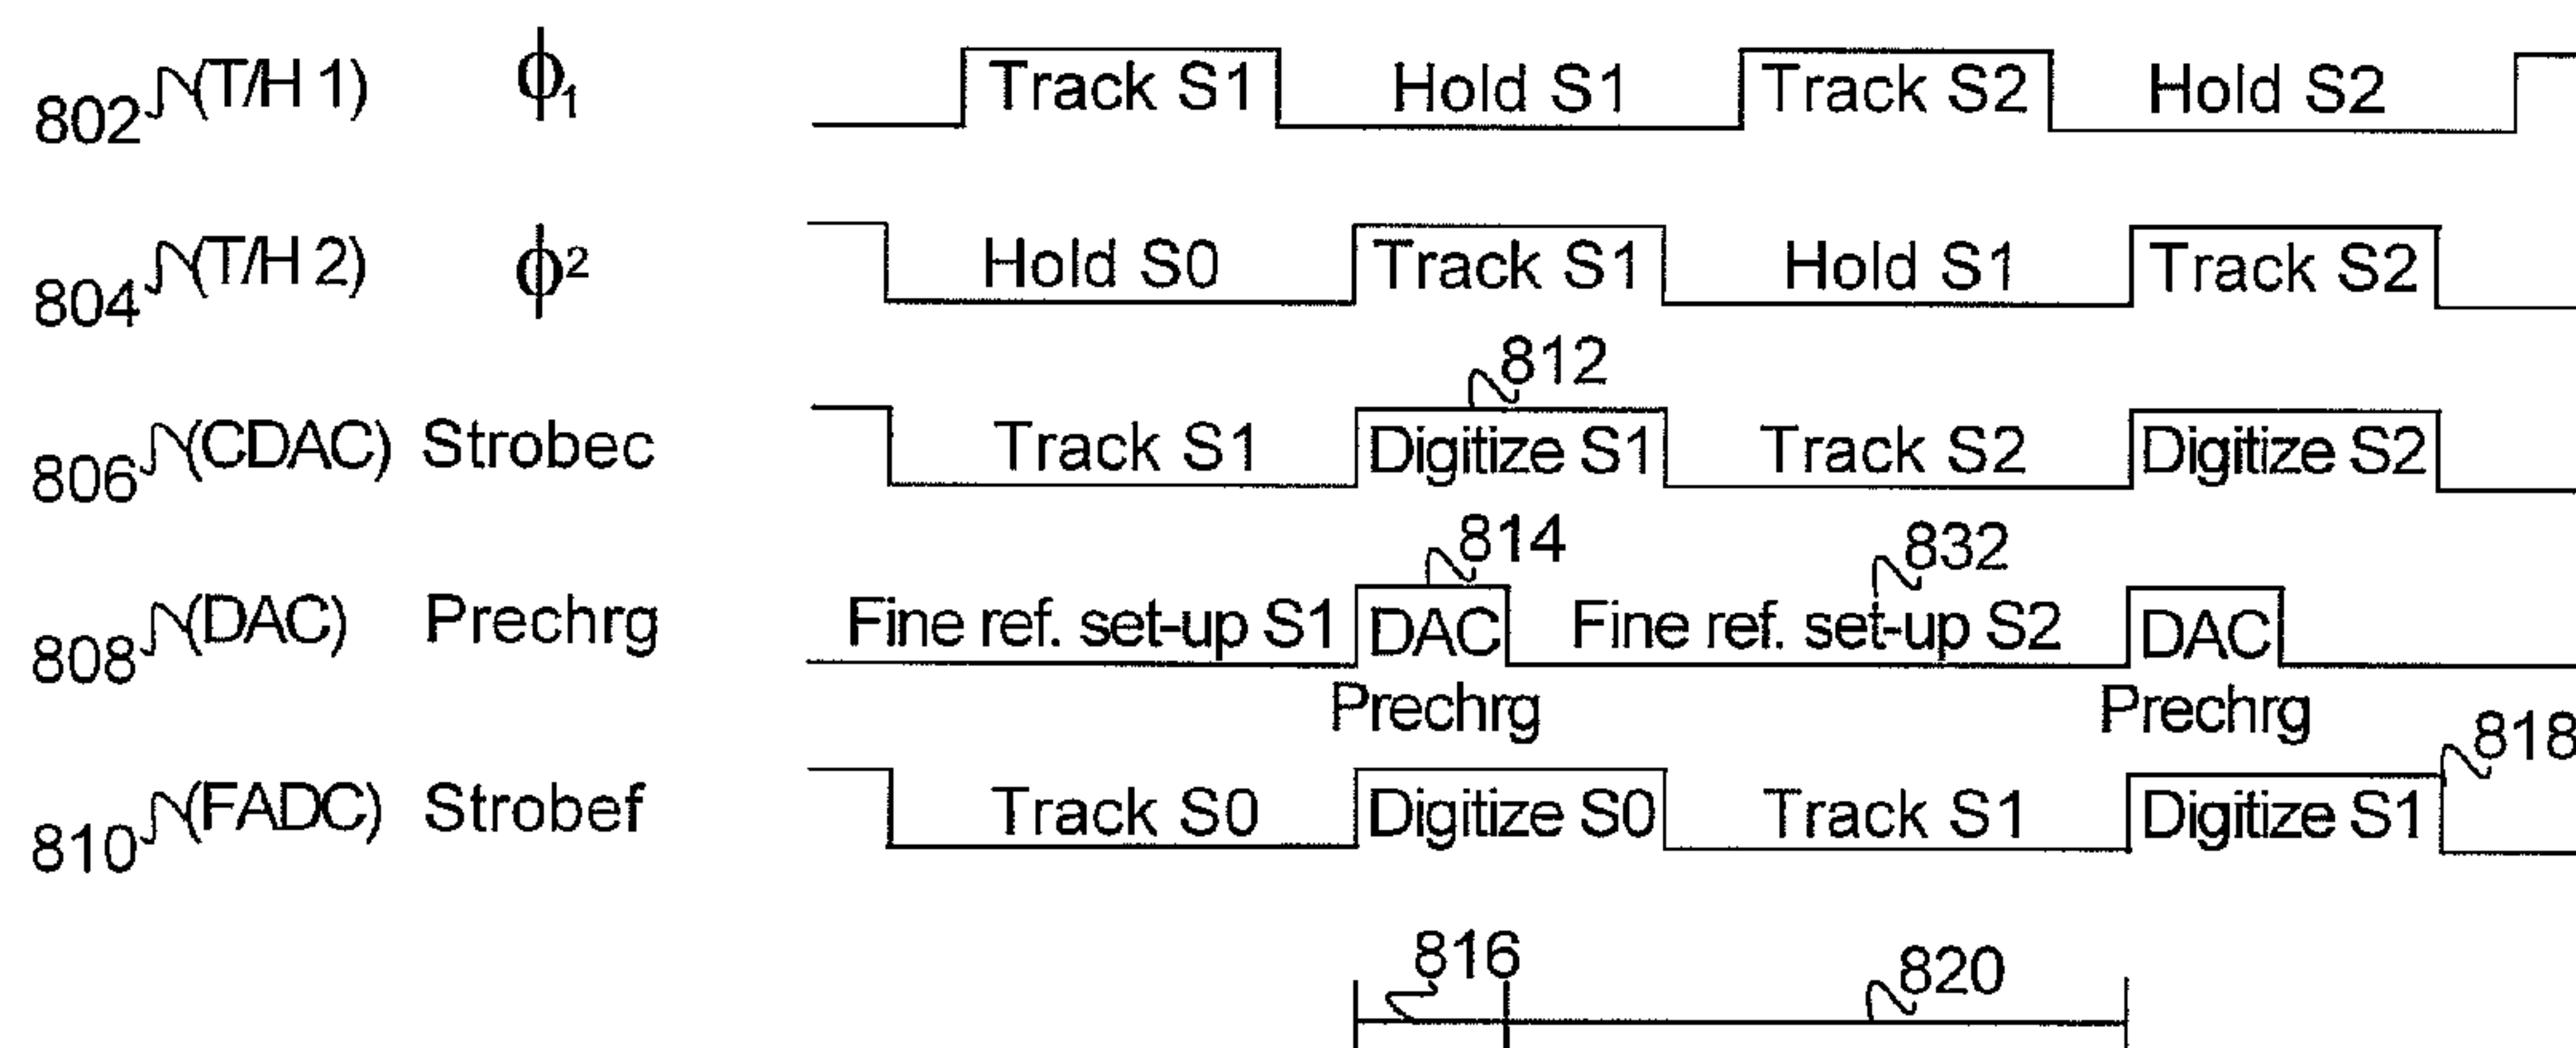 802 (T/H 1) ϕ1 Track S1 Hold S1 Track S2 Hold S2
804 (T/H 2) ϕ2 Hold S0 Track S1 Hold S1 Track S2
812
806 (CDAC) Strobec Track S1 Digitize S1 Track S2 Digitize S2
814 832
808 (DAC) Prechrg Fine ref. set-up S1 DAC Fine ref. set-up S2 DAC
Prechrg Prechrg
818
810 (FADC) Strobef Track S0 Digitize S0 Track S1 Digitize S1
816 820